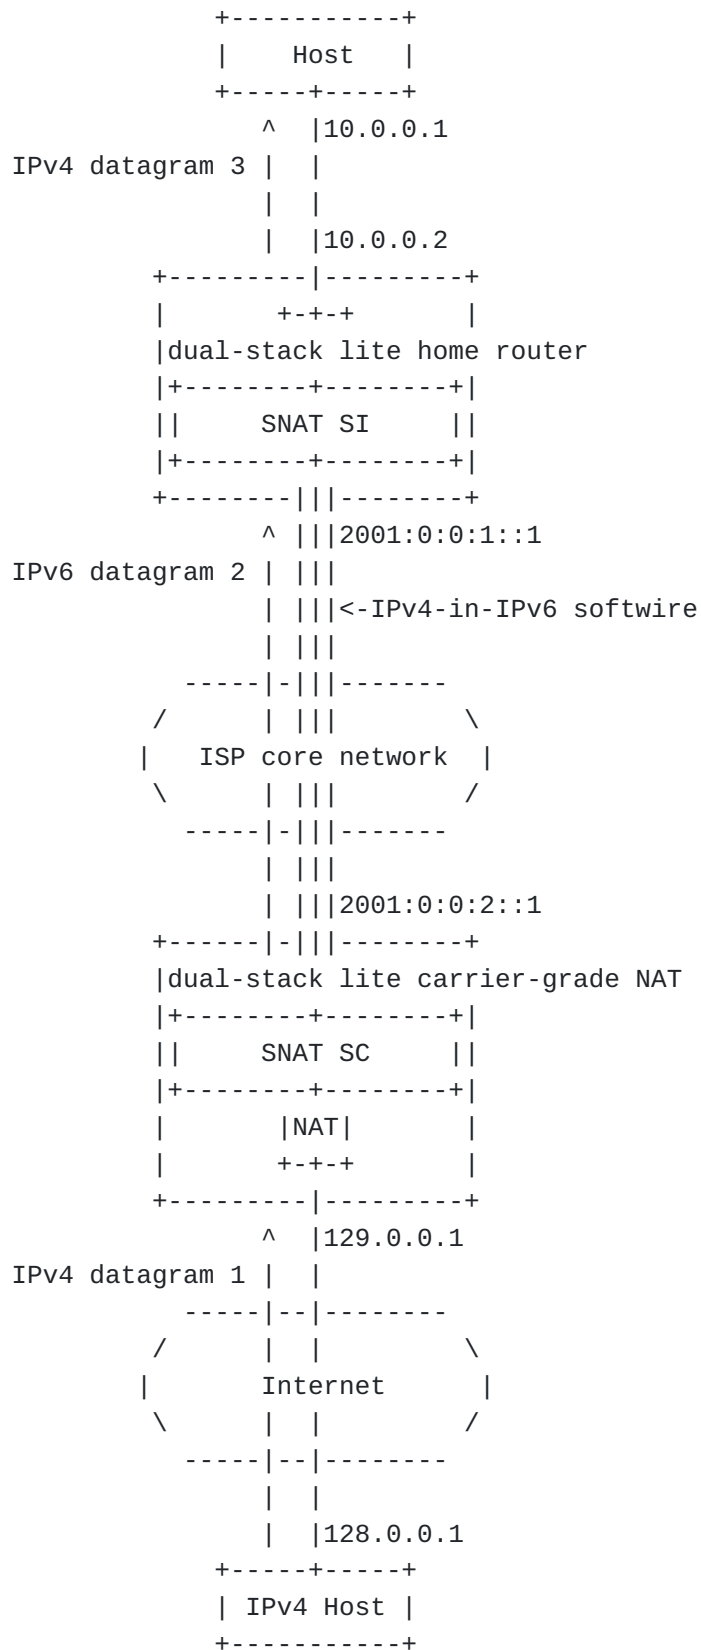 +-----------+
|    Host   |
+-----+-----+
^  |10.0.0.1
IPv4 datagram 3 |  |
|  |
|  |10.0.0.2
+---------|---------+
|       +-+-+       |
|dual-stack lite home router
|+--------+--------+|
||     SNAT SI     ||
|+--------+--------+|
+--------|||--------+
^ |||2001:0:0:1::1
IPv6 datagram 2 | |||
| |||<-IPv4-in-IPv6 softwire
| |||
-----|-|||-------
/      | |||        \
|   ISP core network  |
\      | |||        /
-----|-|||-------
| |||
| |||2001:0:0:2::1
+------|-|||--------+
|dual-stack lite carrier-grade NAT
|+--------+--------+|
||     SNAT SC     ||
|+--------+--------+|
|       |NAT|       |
|       +-+-+       |
+---------|---------+
^  |129.0.0.1
IPv4 datagram 1 |  |
-----|--|--------
/      |  |         \
|       Internet      |
\      |  |         /
-----|--|--------
|  |
|  |128.0.0.1
+-----+-----+
| IPv4 Host |
+-----------+